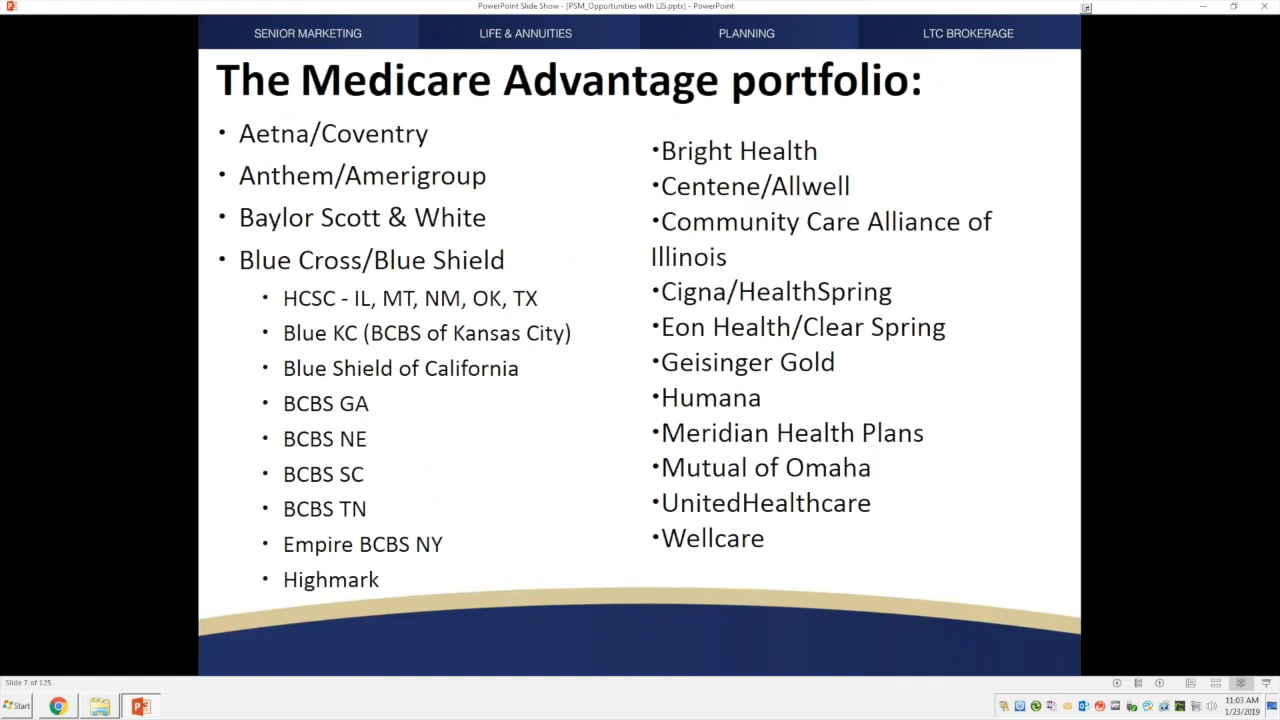 PowerPoint Slide Show - [PSM_Opportunities with LIS.pptx] - PowerPoint
SENIOR MARKETING
LIFE & ANNUITIES
PLANNING
LTC BROKERAGE
The Medicare Advantage portfolio:
• Aetna/Coventry
• Anthem/Amerigroup
• Baylor Scott & White
• Blue Cross/Blue Shield
• HCSC - IL, MT, NM, OK, TX
• Blue KC (BCBS of Kansas City)
• Blue Shield of California
• BCBS GA
• BCBS NE
• BCBS SC
• BCBS TN
• Empire BCBS NY
• Highmark
•Bright Health
•Centene/Allwell
•Community Care Alliance of
Illinois
•Cigna/HealthSpring
•Eon Health/Clear Spring
•Geisinger Gold
•Humana
•Meridian Health Plans
•Mutual of Omaha
•UnitedHealthcare
•Wellcare
Slide 7 of 125
Start
11:03 AM
1/23/2019